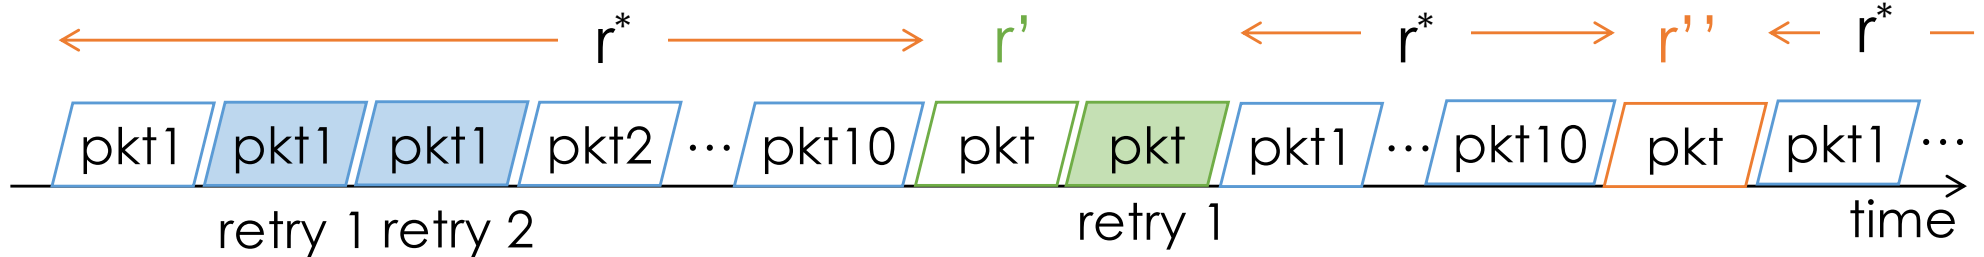 r* r' r* r'' r*
pkt1 pkt1 pkt1 pkt2 ... pkt10 pkt pkt pkt1 ... pkt10 pkt pkt1 ...
retry 1 retry 2 retry 1 time